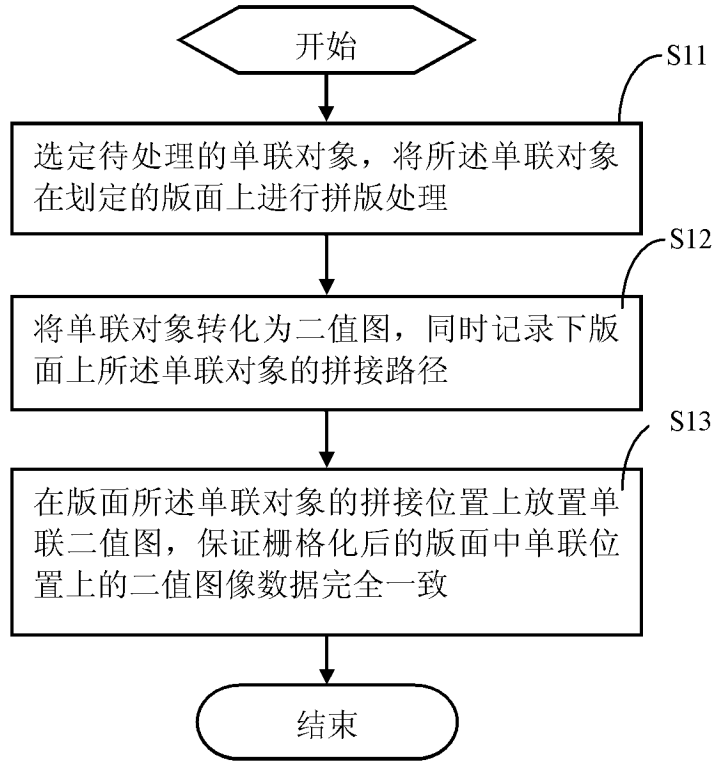 开始
S11
选定待处理的单联对象，将所述单联对象
在划定的版面上进行拼版处理
S12
将单联对象转化为二值图，同时记录下版
面上所述单联对象的拼接路径
S13
在版面所述单联对象的拼接位置上放置单
联二值图，保证栅格化后的版面中单联位
置上的二值图像数据完全一致
结束